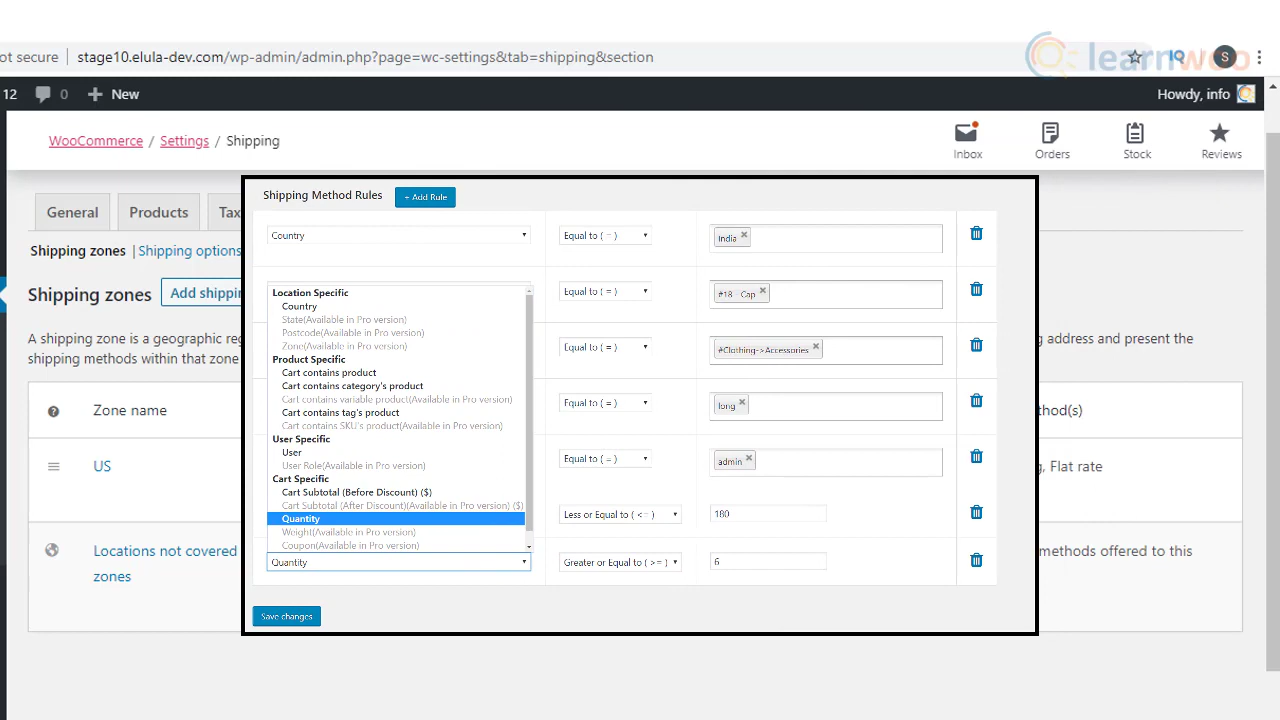 ot secure
stage10.elula-dev.com/wp-admin/admin.php?page=wc-settings&tab=shipping&section
learnwoo
IQ
S
12
0
New
Howdy, info
WooCommerce / Settings / Shipping
Inbox
Orders
Stock
Reviews
General
Products
Tax
Shipping zones | Shipping options
Shipping zones
Add shippi
A shipping zone is a geographic re
g address and present the
shipping methods within that zone
Zone name
hod(s)
US
g, Flat rate
Locations not covered
zones
methods offered to this
Shipping Method Rules
+ Add Rule
Country
Equal to ( = )
India
Equal to ( = )
#18 Cap
Equal to ( = )
#Clothing->Accessories
Equal to ( = )
long
Equal to ( = )
admin
Less or Equal to ( <= )
180
Location Specific
Country
State(Available in Pro version)
Postcode(Available in Pro version)
Zone(Available in Pro version)
Product Specific
Cart contains product
Cart contains category's product
Cart contains variable product(Available in Pro version)
Cart contains tag's product
Cart contains SKU's product(Available in Pro version)
User Specific
User
User Role(Available in Pro version)
Cart Specific
Cart Subtotal (Before Discount) ($)
Cart Subtotal (After Discount)(Available in Pro version) ($)
Quantity
Weight(Available in Pro version)
Coupon(Available in Pro version)
Quantity
Greater or Equal to ( >= )
6
Save changes